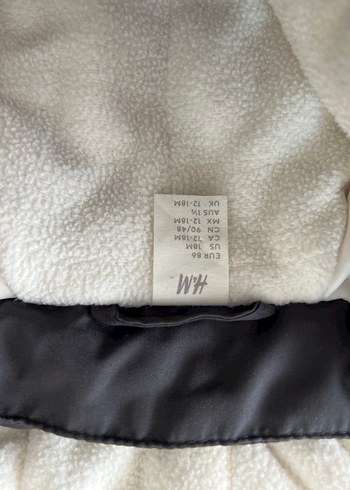 H&M
EUR 86
US 18M
CA 12-18M
CN 90/48
MX 12-18M
AUS 1½
UK 12-18M